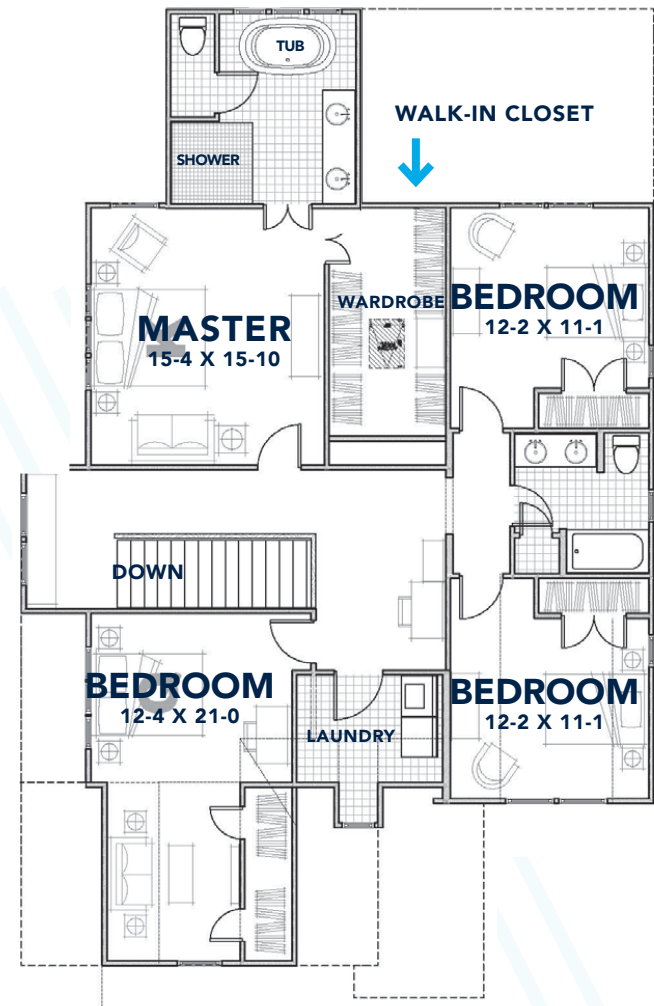 TUB
WALK-IN CLOSET
SHOWER
WARDROBE
BEDROOM
12-2 X 11-1
MASTER
15-4 X 15-10
DOWN
BEDROOM
12-4 X 21-0
BEDROOM
12-2 X 11-1
LAUNDRY